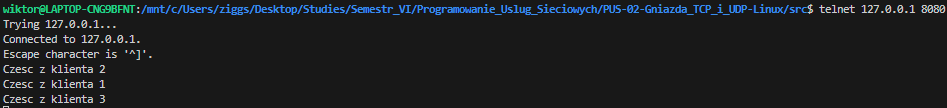 wiktor@LAPTOP-CNG9BFNT:/mnt/c/Users/ziggs/Desktop/Studies/Semestr_VI/Programowanie_Uslug_Sieciowych/PUS-02-Gniazda_TCP_i_UDP-Linux/src$ telnet 127.0.0.1 8080
Trying 127.0.0.1...
Connected to 127.0.0.1.
Escape character is '^]'.
Czesc z klienta 2
Czesc z klienta 1
Czesc z klienta 3